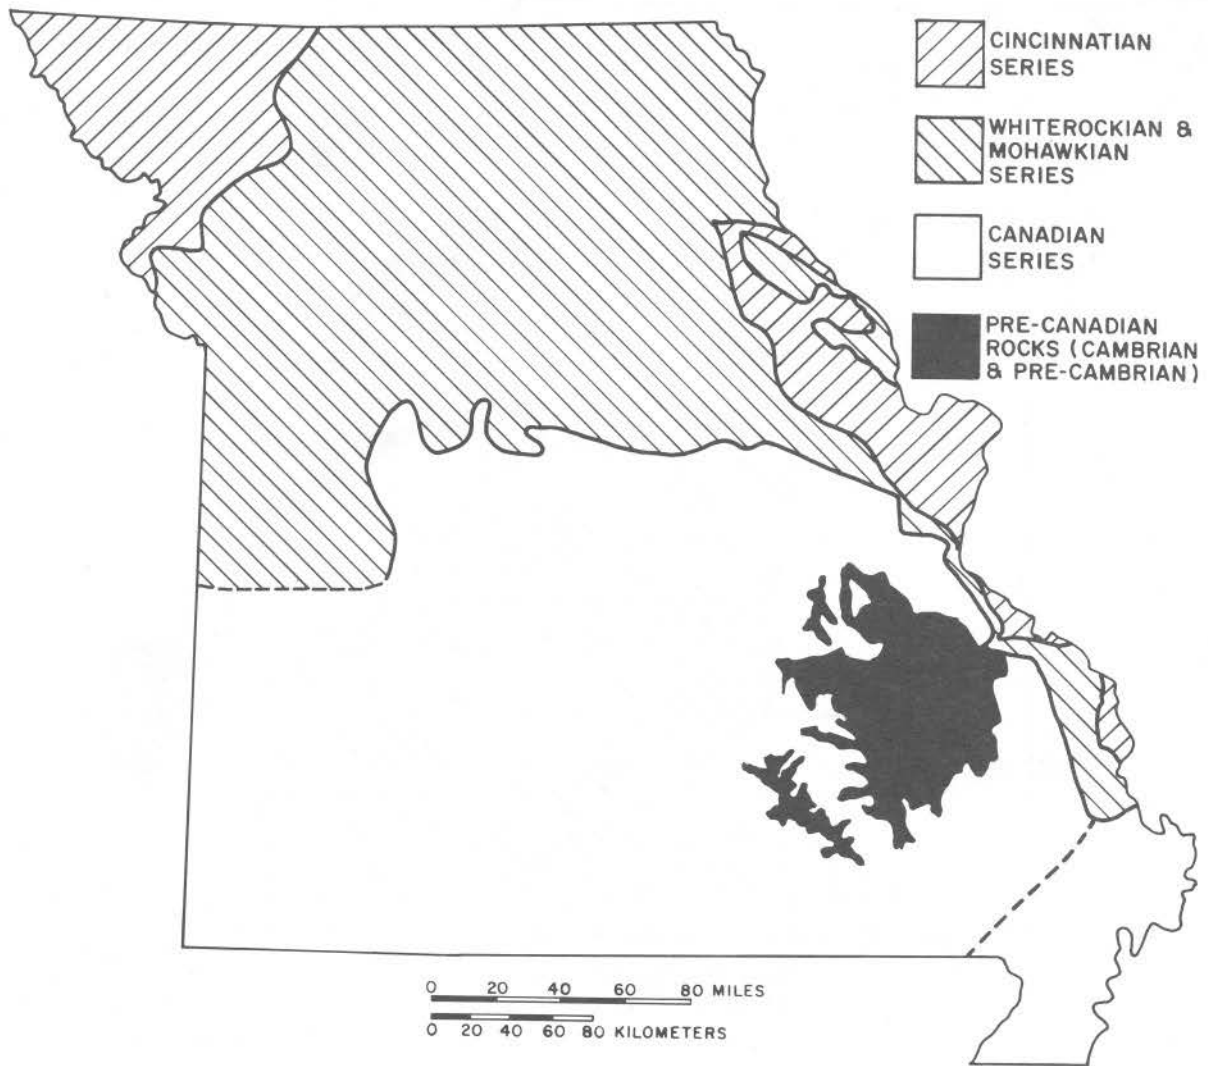 CINCINNATIAN
SERIES
WHITEROCKIAN &
MOHAWKIAN
SERIES
CANADIAN
SERIES
PRE-CANADIAN
ROCKS (CAMBRIAN
& PRE-CAMBRIAN)
0 20 40 60 80 MILES
0 20 40 60 80 KILOMETERS